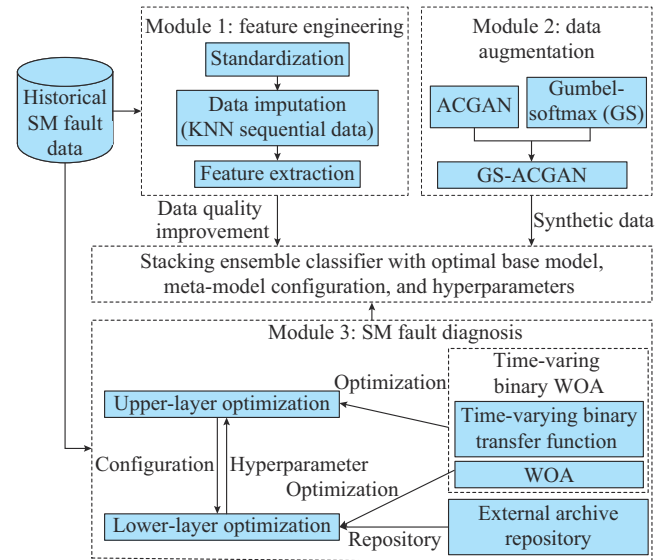 Module 1: feature engineering
Standardization
Data imputation
(KNN sequential data)
Feature extraction
Historical
SM fault
data
Module 2: data
augmentation
ACGAN
Gumbel-
softmax (GS)
GS-ACGAN
Data quality
improvement
Synthetic data
Stacking ensemble classifier with optimal base model,
meta-model configuration, and hyperparameters
Module 3: SM fault diagnosis
Time-varing
binary WOA
Optimization
Upper-layer optimization
Time-varying binary
transfer function
Configuration
Hyperparameter
WOA
Optimization
Lower-layer optimization
Repository
External archive
repository